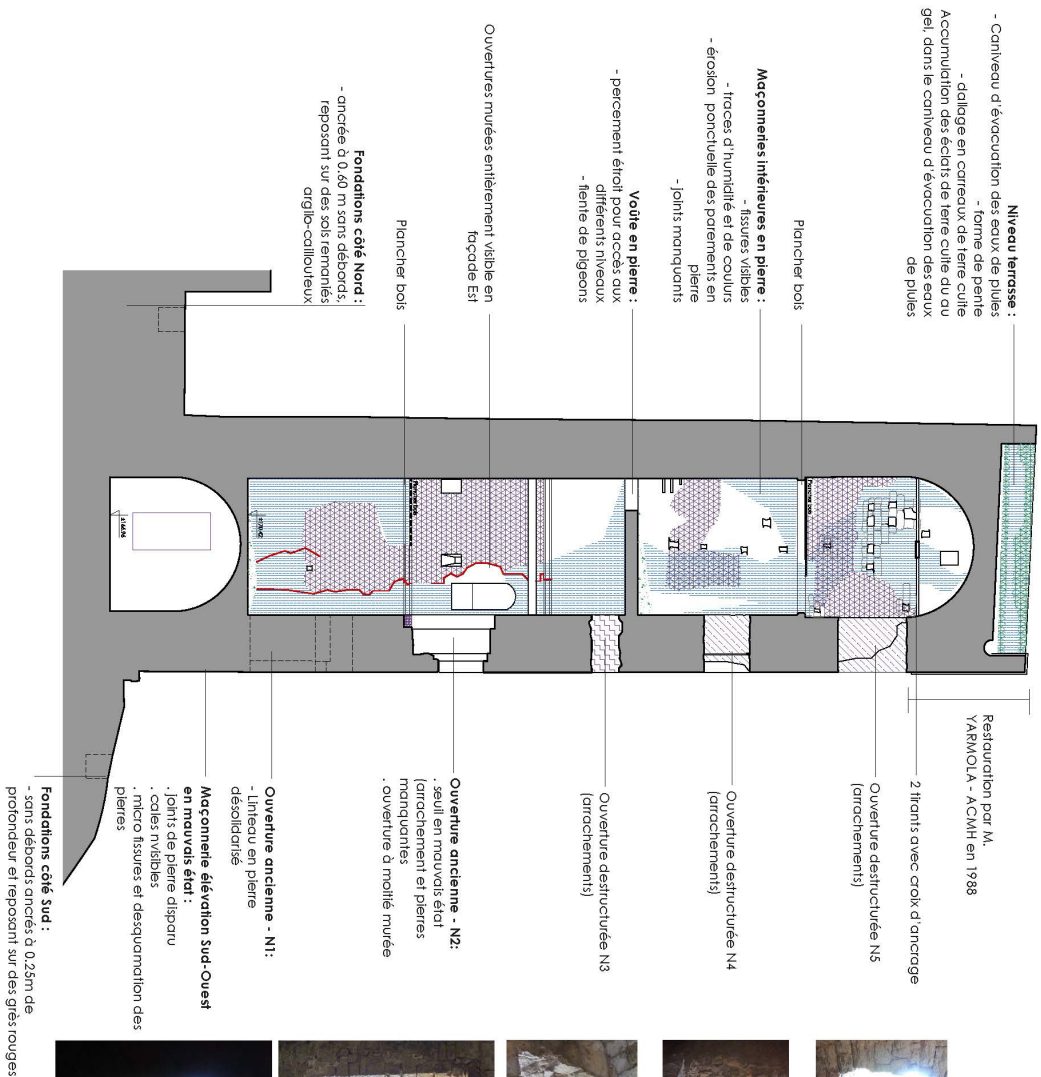 Niveau terrasse :
- Caniveau d'évacuation des eaux de pluies
- forme de pente
- dallage en carreaux de terre cuite
Accumulation des éclats de terre cuite du au
gel, dans le caniveau d'évacuation des eaux
de pluies
Maçonneries intérieures en pierre :
- fissures visibles
- traces d'humidité et de coulurs
- érosion ponctuelle des parements en
pierre
- joints manquants
Plancher bois
Voûte en pierre :
- percement étroit pour accès aux
différents niveaux
- fiente de pigeons
Ouvertures murées entièrement visible en
façade Est
Plancher bois
Fondations côté Nord :
- ancrée à 0.60 m sans débords,
reposant sur des sols remaniés
argilo-caillouteux
Plancher bois
Plancher bois
Restauration par M.
YARMOLA - ACMH en 1988
2 tirants avec croix d'ancrage
Ouverture destructurée N5
(arrachements)
Ouverture destructurée N4
(arrachements)
Ouverture destructurée N3
(arrachements)
Ouverture ancienne - N2:
. seuil en mauvais état
(arrachement et pierres
manquantes
. ouverture à moitié murée
Ouverture ancienne - N1:
- Linteau en pierre
désolidarisé
Maçonnerie élévation Sud-Ouest
en mauvais état :
. joints de pierre disparu
. cales nvisibles
. micro fissures et desquamation des
pierres
Fondations côté Sud :
- sans débords ancrés à 0.25m de
profondeur et reposant sur des grès rouges